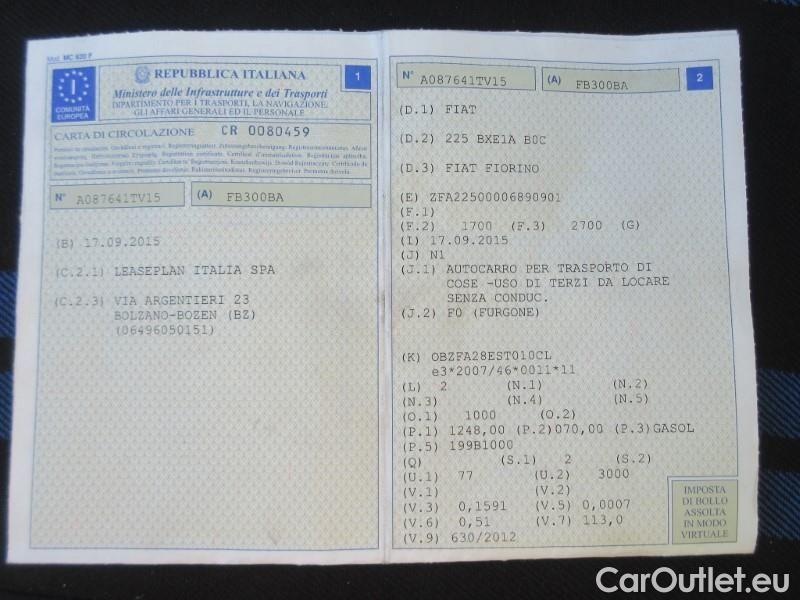 Mod. MC 820 F
I
COMUNITÀ
EUROPEA
REPUBBLICA ITALIANA
1
Ministero delle Infrastrutture e dei Trasporti
DIPARTIMENTO PER I TRASPORTI, LA NAVIGAZIONE,
GLI AFFARI GENERALI ED IL PERSONALE
CARTA DI CIRCOLAZIONE CR 0080459
N° A087641TV15 (A) FB300BA
(B) 17.09.2015
(C.2.1) LEASEPLAN ITALIA SPA
(C.2.3) VIA ARGENTIERI 23
BOLZANO-BOZEN (BZ)
(06496050151)
N° A087641TV15 (A) FB300BA 2
(D.1) FIAT
(D.2) 225 BXE1A B0C
(D.3) FIAT FIORINO
(E) ZFA22500006890901
(F.1)
(F.2) 1700 (F.3) 2700 (G)
(I) 17.09.2015
(J) N1
(J.1) AUTOCARRO PER TRASPORTO DI
COSE -USO DI TERZI DA LOCARE
SENZA CONDUC.
(J.2) F0 (FURGONE)
(K) OBZFA28EST010CL
e3*2007/46*0011*11
(L) 2 (N.1) (N.2)
(N.3) (N.4) (N.5)
(O.1) 1000 (O.2)
(P.1) 1248,00 (P.2)070,00 (P.3)GASOL
(P.5) 199B1000
(Q) (S.1) 2 (S.2)
(U.1) 77 (U.2) 3000
(V.1) (V.2)
(V.3) 0,1591 (V.5) 0,0007
(V.6) 0,51 (V.7) 113,0
(V.9) 630/2012
IMPOSTA
DI BOLLO
ASSOLTA
IN MODO
VIRTUALE
CarOutlet.eu